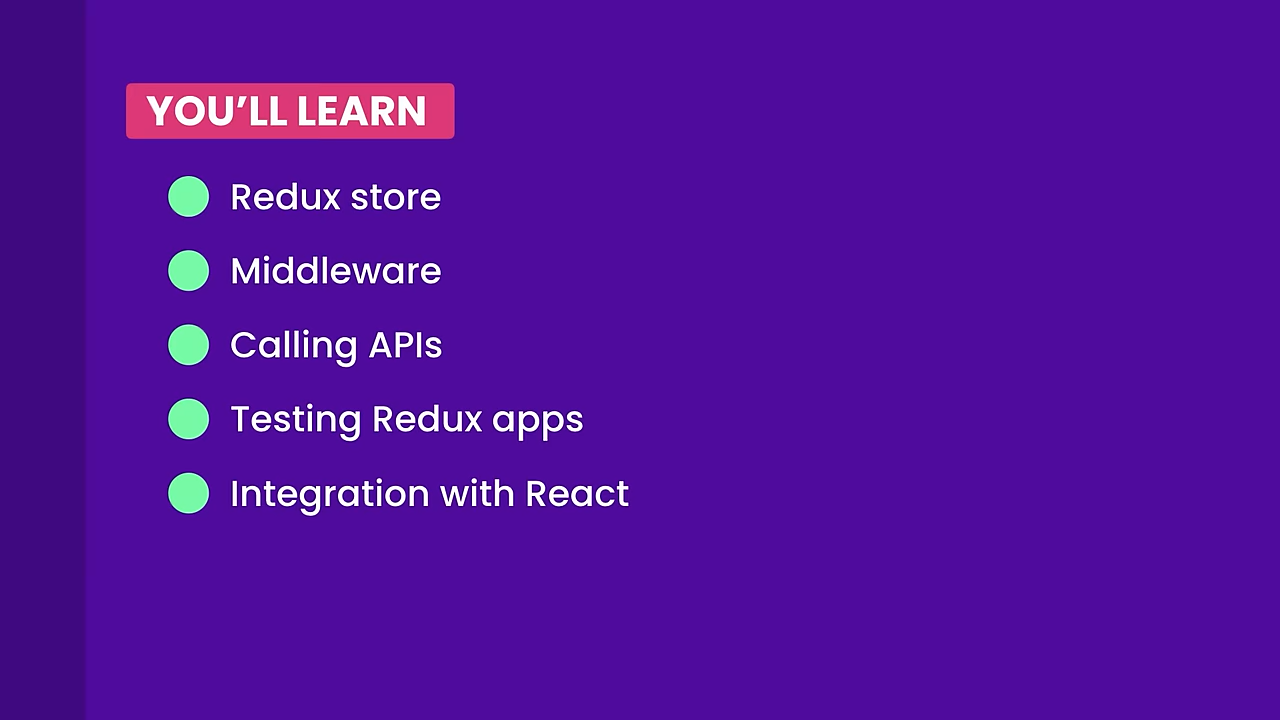 YOU’LL LEARN
Redux store
Middleware
Calling APIs
Testing Redux apps
Integration with React